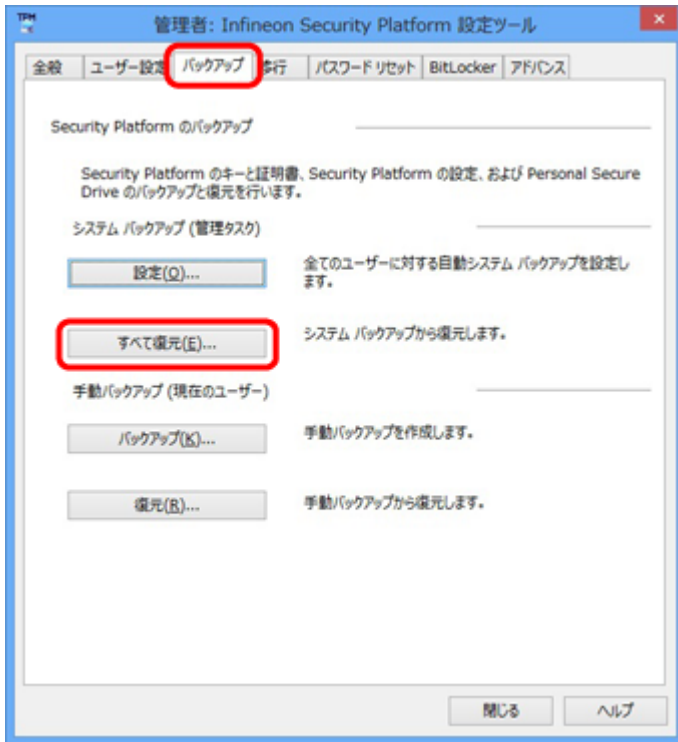 TPM
管理者: Infineon Security Platform 設定ツール
全般 ユーザー設定 バックアップ 移行 パスワード リセット BitLocker アドバンス
Security Platform のバックアップ
Security Platform のキーと証明書、Security Platform の設定、および Personal Secure
Drive のバックアップと復元を行います。
システム バックアップ (管理タスク)
設定(O)...
全てのユーザーに対する自動システム バックアップを設定し
ます。
すべて復元(E)...
システム バックアップから復元します。
手動バックアップ (現在のユーザー)
バックアップ(K)...
手動バックアップを作成します。
復元(R)...
手動バックアップから復元します。
閉じる
ヘルプ